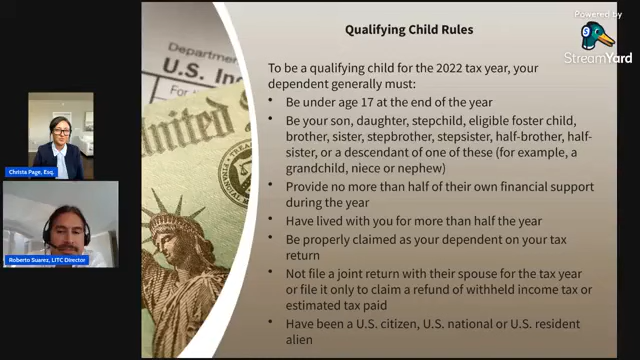 Powered by
StreamYard
Qualifying Child Rules
To be a qualifying child for the 2022 tax year, your
dependent generally must:
• Be under age 17 at the end of the year
• Be your son, daughter, stepchild, eligible foster child,
brother, sister, stepbrother, stepsister, half-brother, half-
sister, or a descendant of one of these (for example, a
grandchild, niece or nephew)
• Provide no more than half of their own financial support
during the year
• Have lived with you for more than half the year
• Be properly claimed as your dependent on your tax
return
• Not file a joint return with their spouse for the tax year
or file it only to claim a refund of withheld income tax or
estimated tax paid
• Have been a U.S. citizen, U.S. national or U.S. resident
alien
Christa Page, Esq.
Roberto Suarez, LITC Director
Departm
U.S. In
United